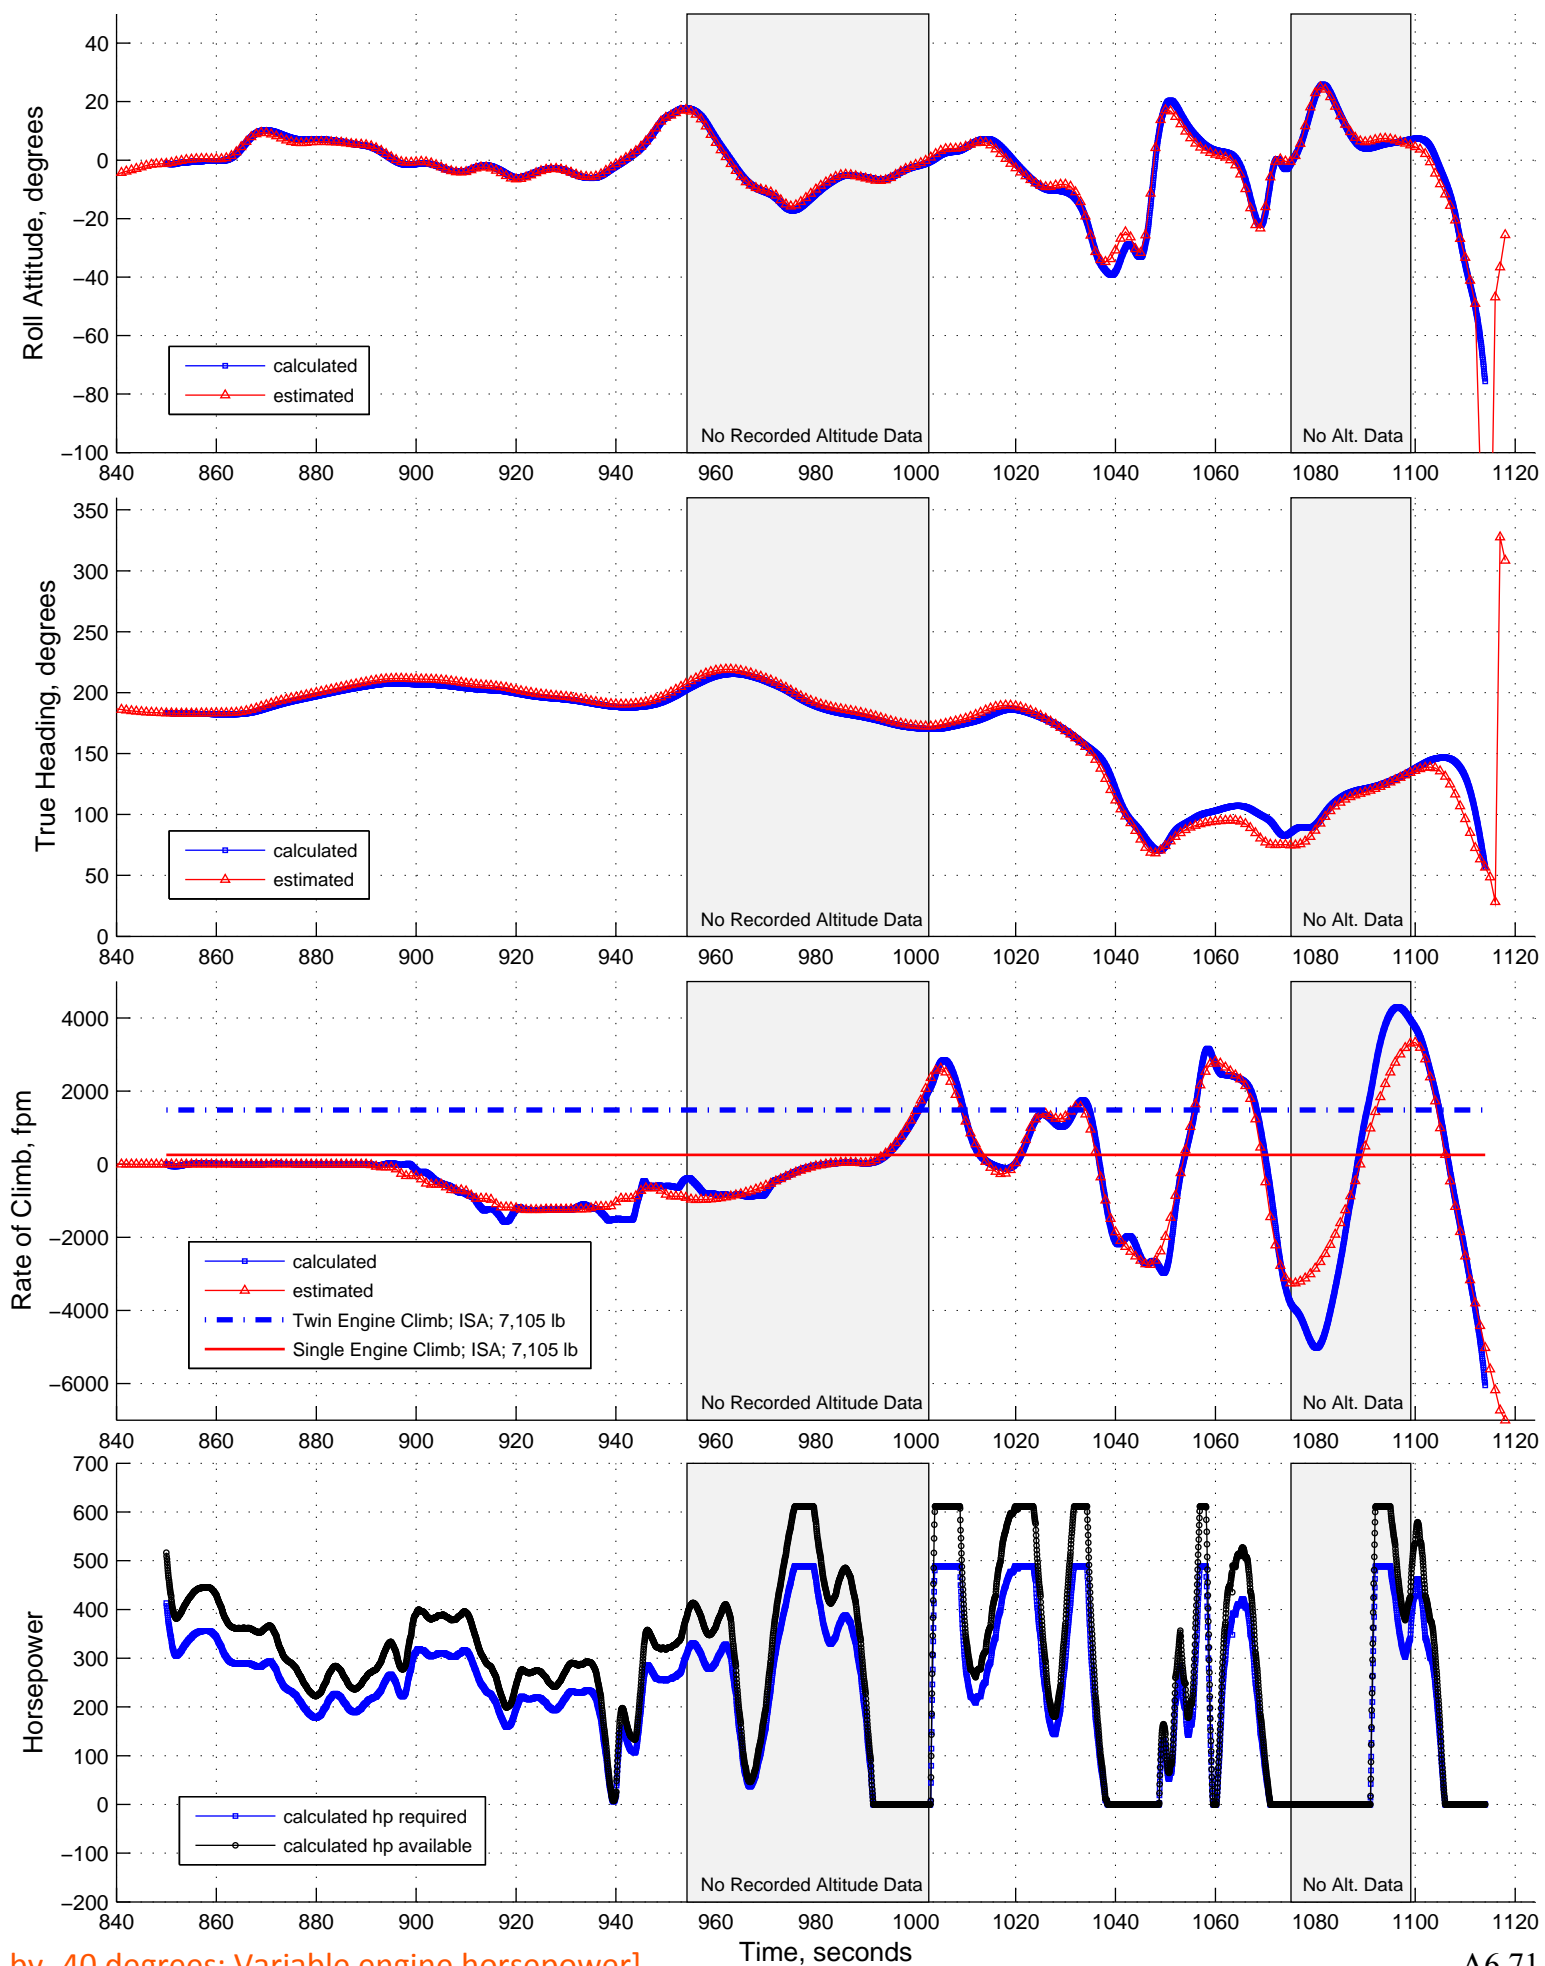 40
20
0
−20
−40
−60
−80
−100
Roll Attitude, degrees
calculated
estimated
No Recorded Altitude Data
No Alt. Data
840 860 880 900 920 940 960 980 1000 1020 1040 1060 1080 1100 1120
350
300
250
200
150
100
50
0
True Heading, degrees
calculated
estimated
No Recorded Altitude Data
No Alt. Data
840 860 880 900 920 940 960 980 1000 1020 1040 1060 1080 1100 1120
4000
2000
0
−2000
−4000
−6000
Rate of Climb, fpm
calculated
estimated
Twin Engine Climb; ISA; 7,105 lb
Single Engine Climb; ISA; 7,105 lb
No Recorded Altitude Data
No Alt. Data
840 860 880 900 920 940 960 980 1000 1020 1040 1060 1080 1100 1120
700
600
500
400
300
200
100
0
−100
−200
Horsepower
calculated hp required
calculated hp available
No Recorded Altitude Data
No Alt. Data
840 860 880 900 920 940 960 980 1000 1020 1040 1060 1080 1100 1120
Time, seconds
by -40 degrees; Variable engine horsepower]
A6 71